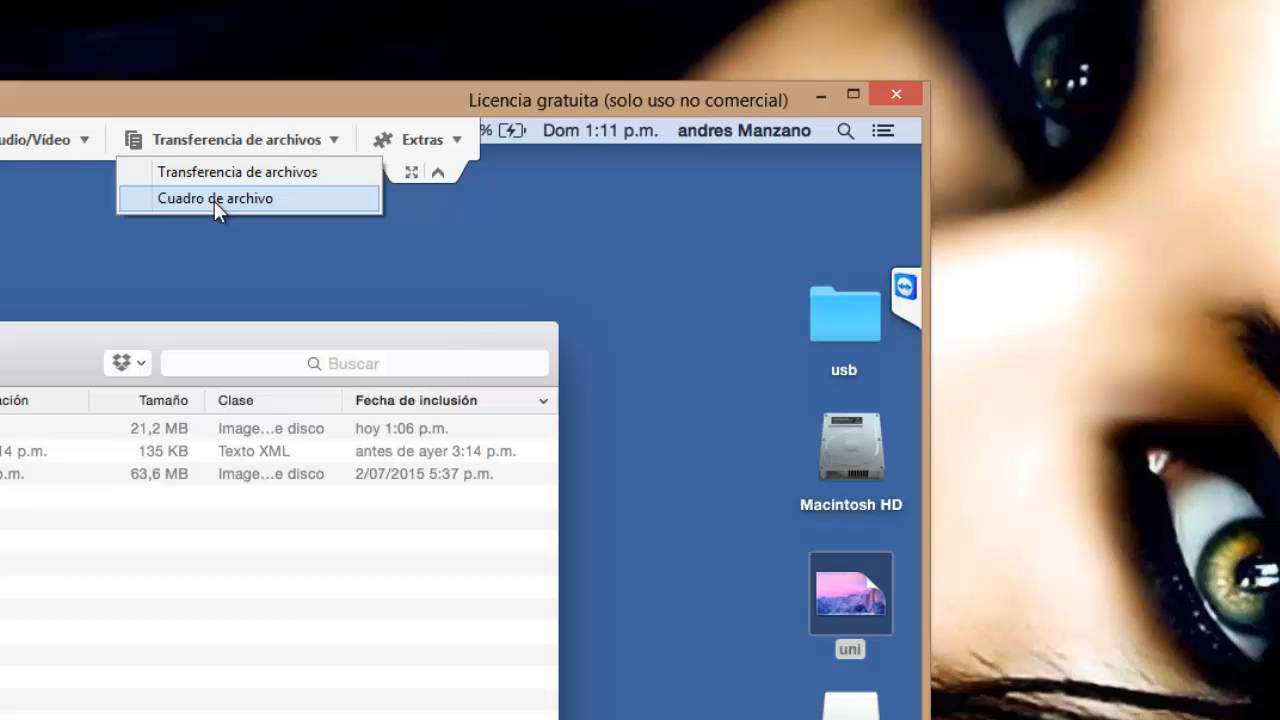 Licencia gratuita (solo uso no comercial)
udio/Vídeo Transferencia de archivos Extras % Dom 1:11 p.m. andres Manzano
Transferencia de archivos
Cuadro de archivo
Buscar
ción Tamaño Clase Fecha de inclusión
21,2 MB Image...e disco hoy 1:06 p.m.
14 p.m. 135 KB Texto XML antes de ayer 3:14 p.m.
p.m. 63,6 MB Image...e disco 2/07/2015 5:37 p.m.
usb
Macintosh HD
uni